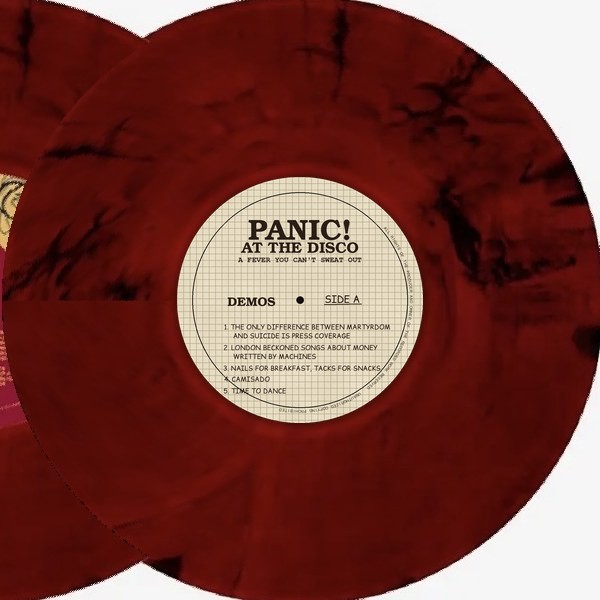 PANIC!
AT THE DISCO
A FEVER YOU CAN'T SWEAT OUT
DEMOS
SIDE A
1. THE ONLY DIFFERENCE BETWEEN MARTYRDOM
AND SUICIDE IS PRESS COVERAGE
2. LONDON BECKONED SONGS ABOUT MONEY
WRITTEN BY MACHINES
3. NAILS FOR BREAKFAST, TACKS FOR SNACKS
4. CAMISADO
5. TIME TO DANCE